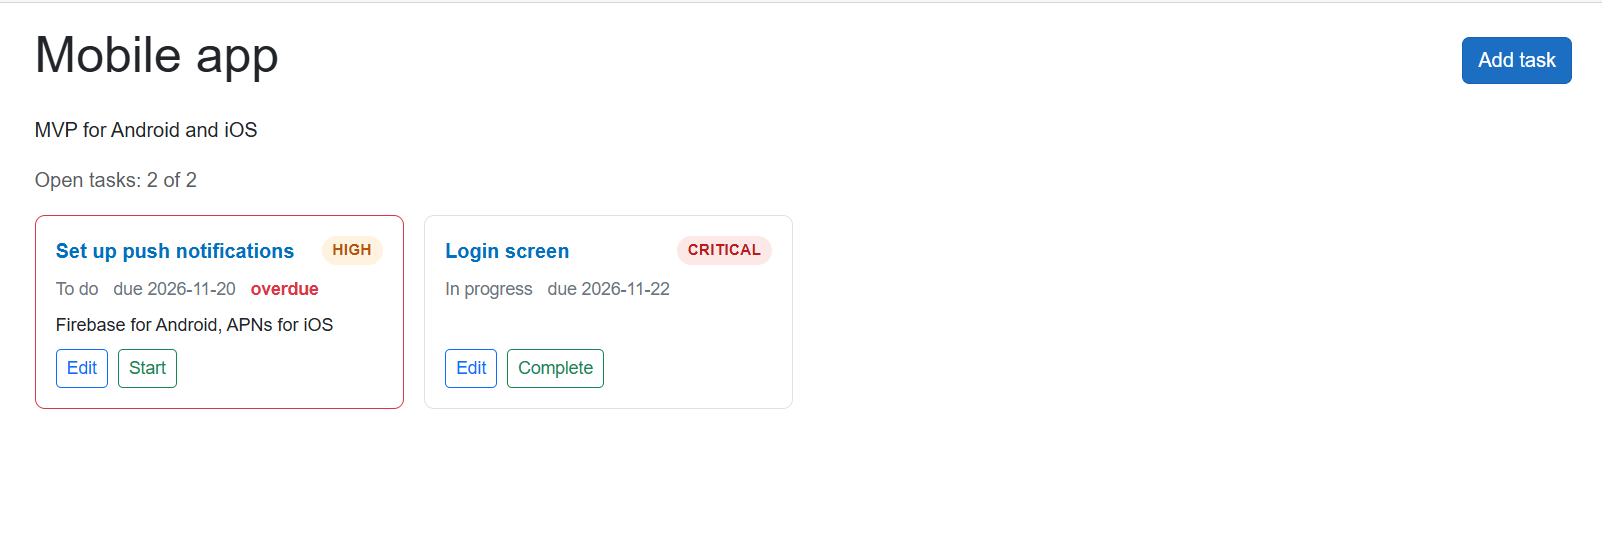 Mobile app
Add task
MVP for Android and iOS
Open tasks: 2 of 2
Set up push notifications HIGH
To do due 2026-11-20 overdue
Firebase for Android, APNs for iOS
Edit Start
Login screen CRITICAL
In progress due 2026-11-22
Edit Complete